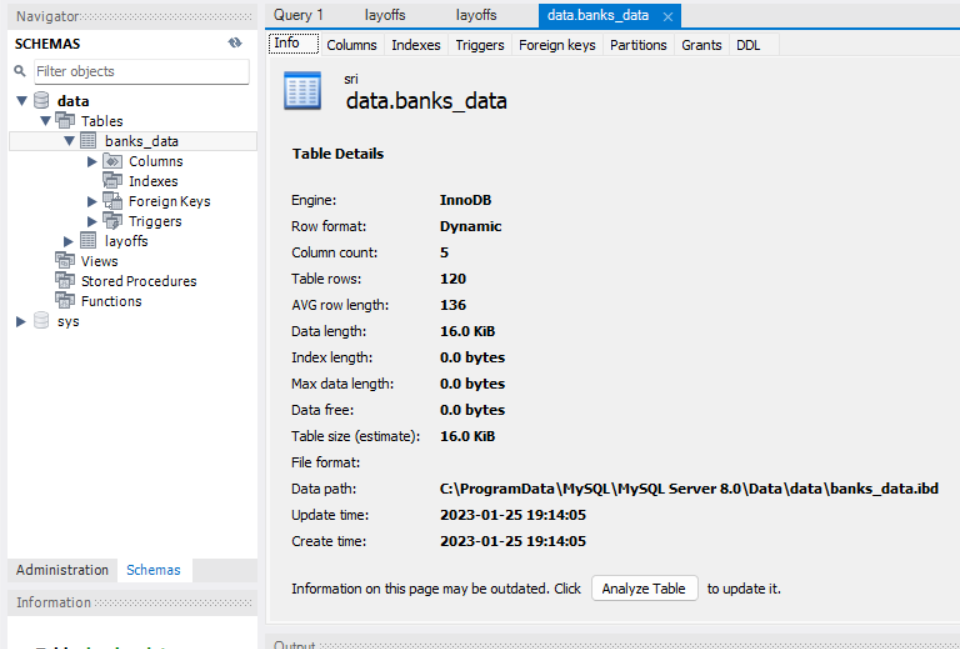 Navigator
SCHEMAS
Filter objects
data
Tables
banks_data
Columns
Indexes
Foreign Keys
Triggers
layoffs
Views
Stored Procedures
Functions
sys
Administration Schemas
Information
Query 1 layoffs layoffs data.banks_data
Info Columns Indexes Triggers Foreign keys Partitions Grants DDL
sri
data.banks_data
Table Details
Engine: InnoDB
Row format: Dynamic
Column count: 5
Table rows: 120
AVG row length: 136
Data length: 16.0 KiB
Index length: 0.0 bytes
Max data length: 0.0 bytes
Data free: 0.0 bytes
Table size (estimate): 16.0 KiB
File format:
Data path: C:\ProgramData\MySQL\MySQL Server 8.0\Data\data\banks_data.ibd
Update time: 2023-01-25 19:14:05
Create time: 2023-01-25 19:14:05
Information on this page may be outdated. Click Analyze Table to update it.
Output